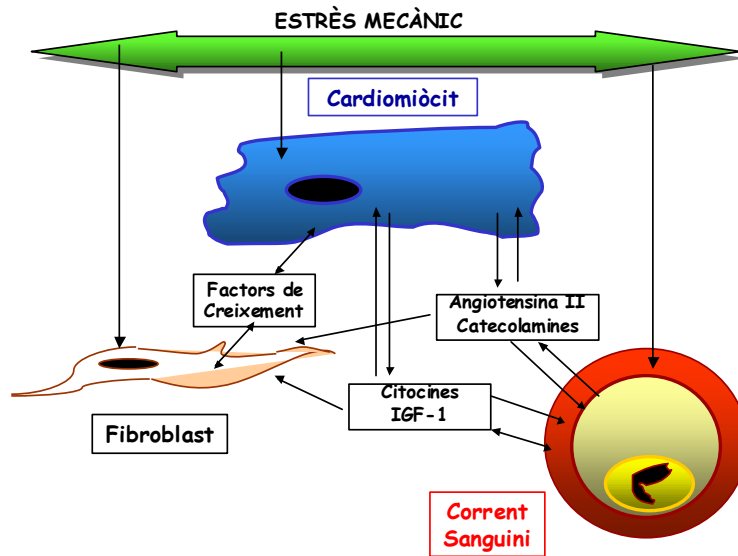 ESTRÈS MECÀNIC
Cardiomiòcit
Factors de
Creixement
Angiotensina II
Catecolamines
Citocines
IGF-1
Fibroblast
Corrent
Sanguini